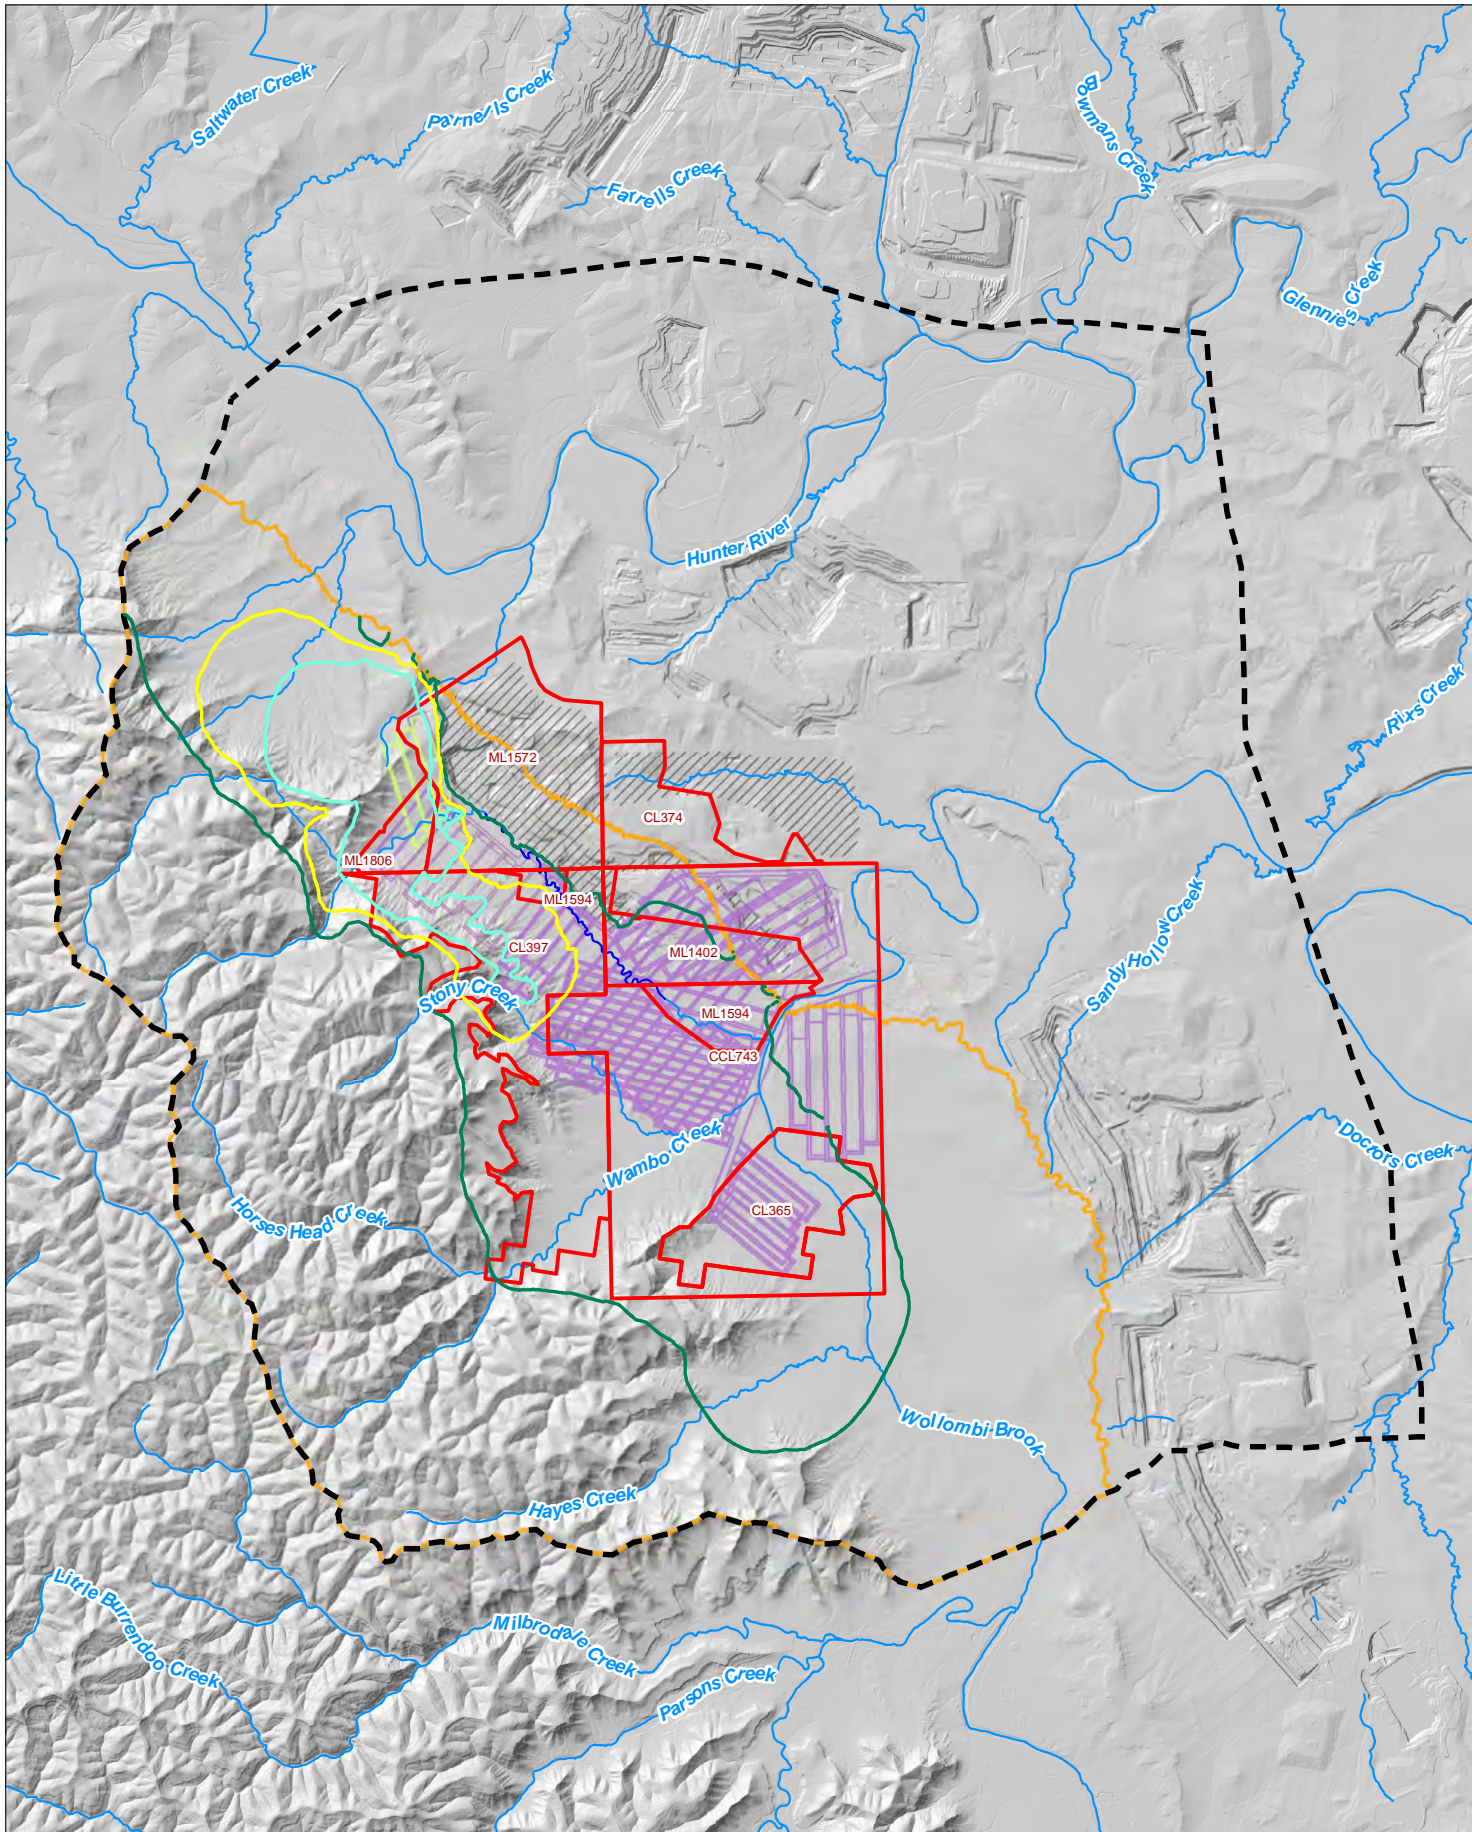 Saltwater Creek
Parnells Creek
Bowmans Creek
Farrells Creek
Glennies Creek
Hunter River
Rixs Creek
ML1572
CL374
ML1806
ML1594
Sandy Hollow Creek
CL397
ML1402
Stony Creek
ML1594
CCL743
Wambo Creek
Doctors Creek
Horses Head Creek
CL365
Wollombi Brook
Hayes Creek
Little Burrendoo Creek
Milbrodale Creek
Parsons Creek